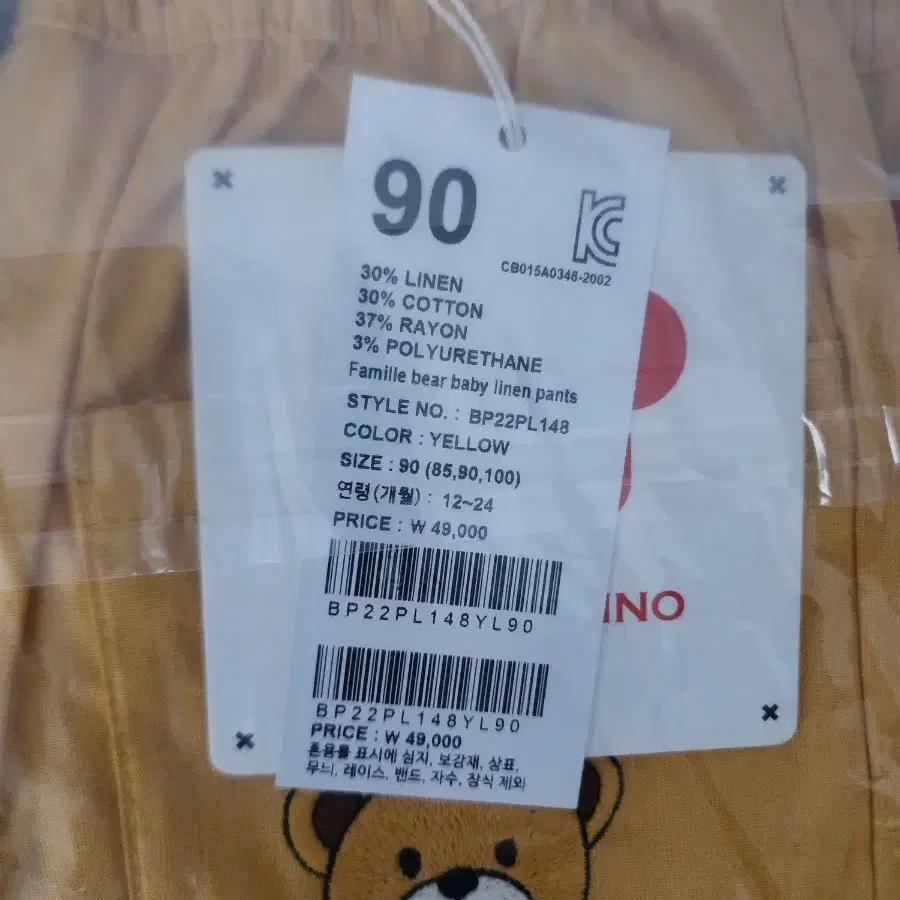 90
KC
CB015A0348-2002
30% LINEN
30% COTTON
37% RAYON
3% POLYURETHANE
Famille bear baby linen pants
STYLE NO. : BP22PL148
COLOR : YELLOW
SIZE : 90 (85,90,100)
연령(개월) : 12~24
PRICE : ₩ 49,000
BP22PL148YL90
INO
BP22PL148YL90
PRICE : ₩ 49,000
혼용률 표시에 심지, 보강재, 상표,
무늬, 레이스, 밴드, 자수, 장식 제외